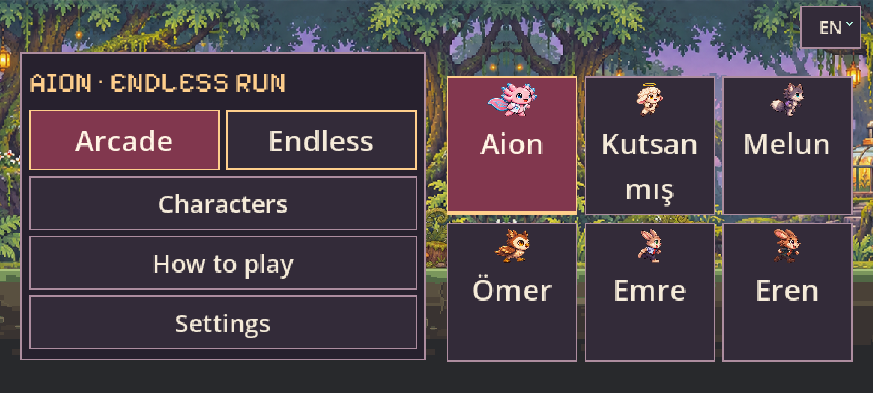 EN
AION · ENDLESS RUN
Arcade
Endless
Characters
How to play
Settings
Aion
Kutsan
mış
Melun
Ömer
Emre
Eren